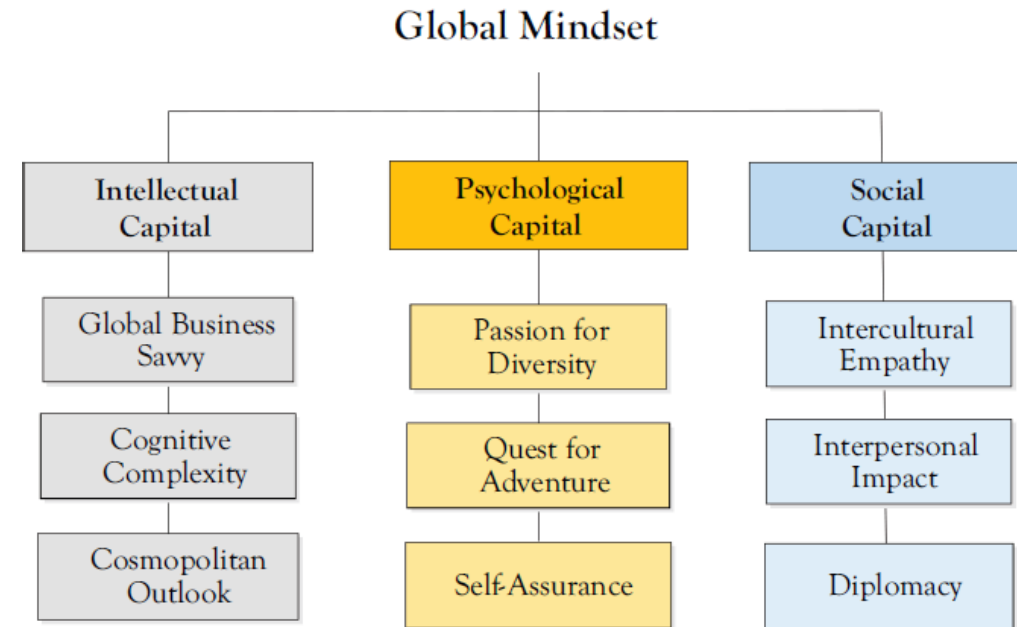 Global Mindset
Intellectual
Capital
Psychological
Capital
Social
Capital
Global Business
Savvy
Passion for
Diversity
Intercultural
Empathy
Cognitive
Complexity
Quest for
Adventure
Interpersonal
Impact
Cosmopolitan
Outlook
Self-Assurance
Diplomacy